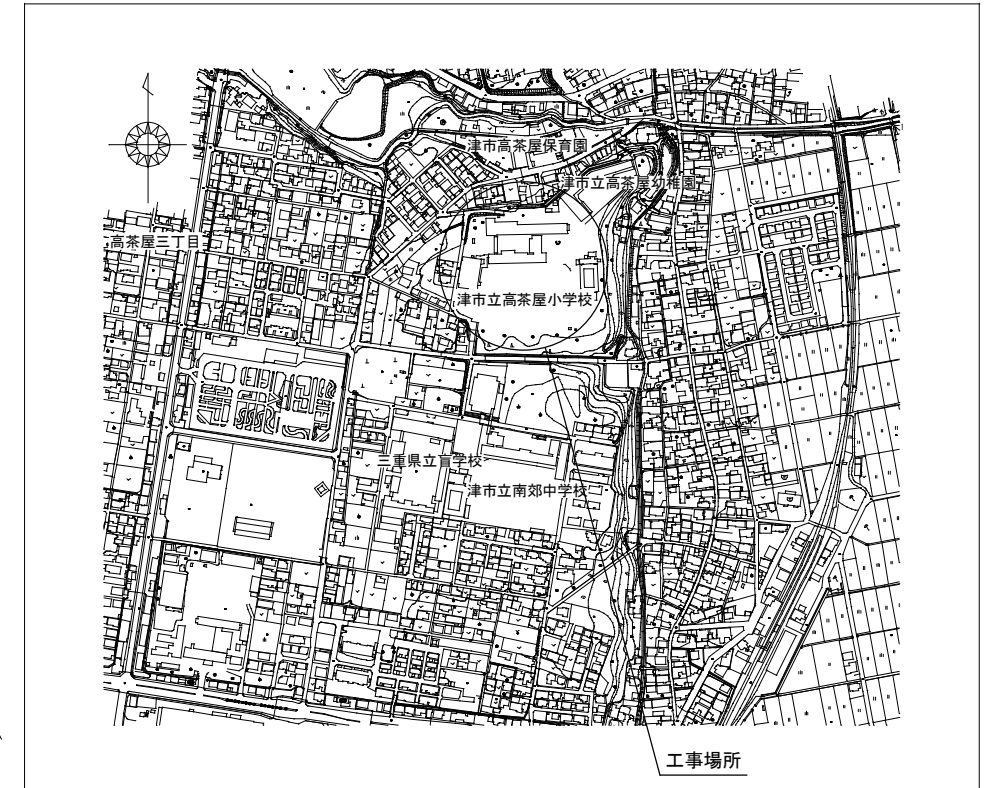 津市高茶屋保育園
津市立高茶屋幼稚園
高茶屋三丁目
津市立高茶屋小学校
三重県立盲学校
津市立南郊中学校
工事場所